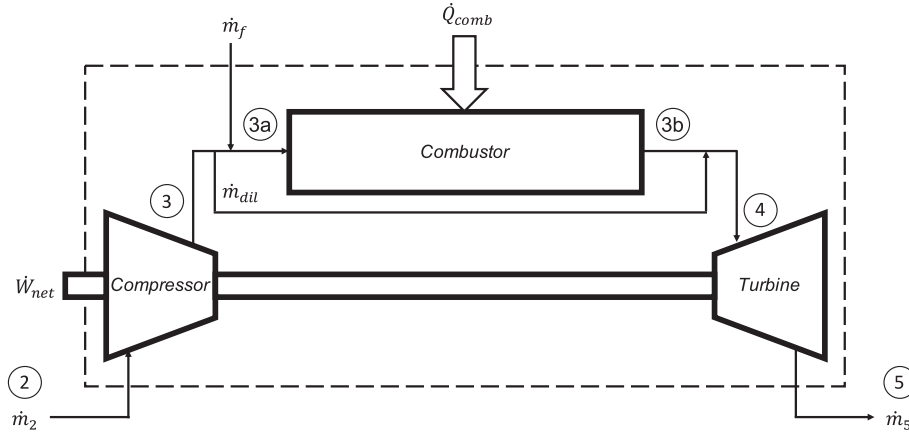 ṁ_f
Q̇_comb
3a
3b
Combustor
ṁ_dil
3
4
Ẇ_net
Compressor
Turbine
2
5
ṁ_2
ṁ_5